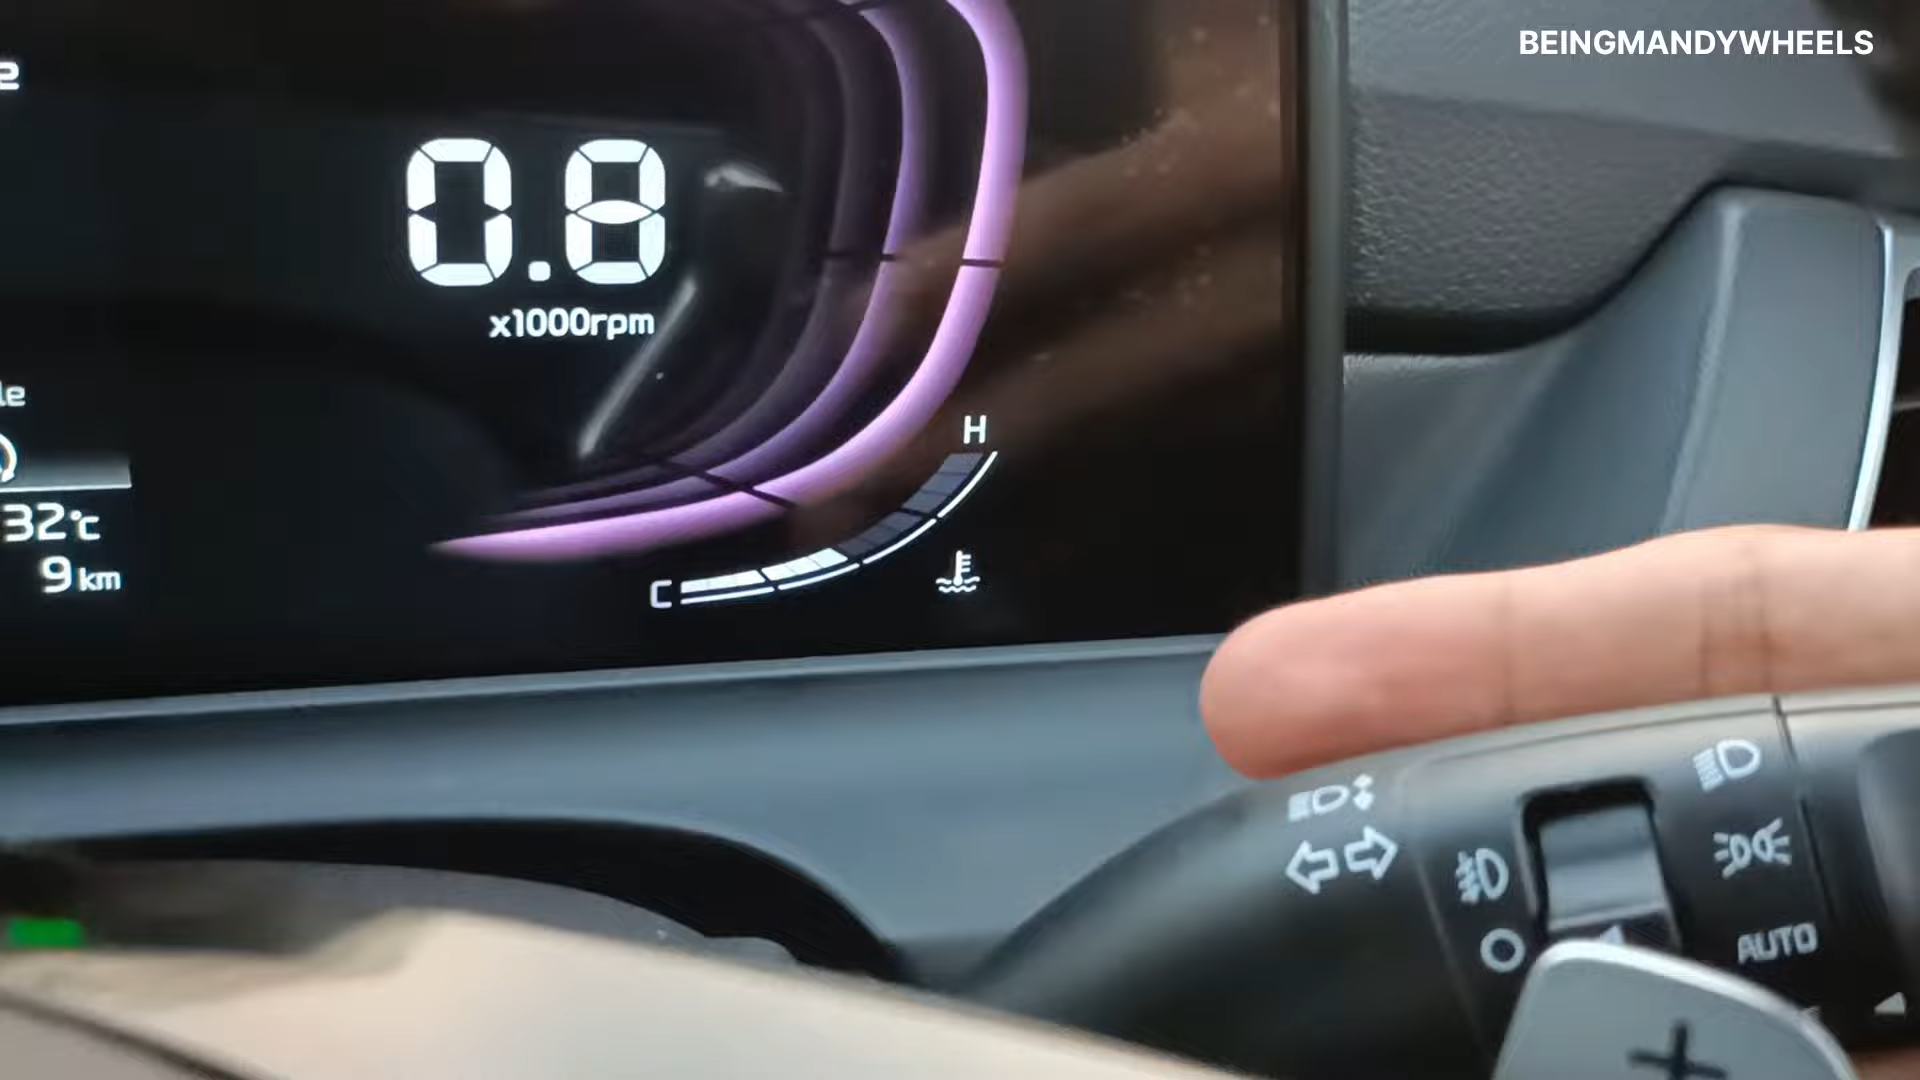 BEINGMANDYWHEELS
0.8
x1000rpm
H
32°c
9 km
C
AUTO
+